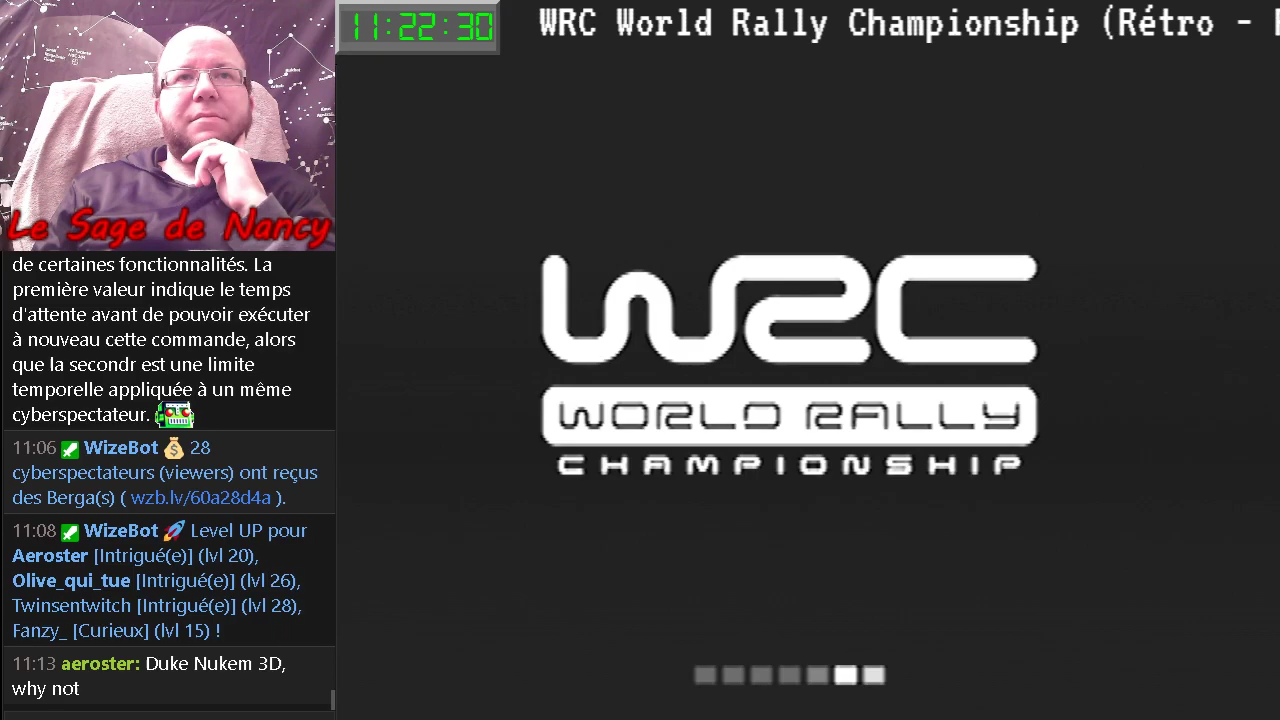 11:22:30
WRC World Rally Championship (Rétro -
Le Sage de Nancy
de certaines fonctionnalités. La
première valeur indique le temps
d'attente avant de pouvoir exécuter
à nouveau cette commande, alors
que la secondr est une limite
temporelle appliquée à un même
cyberspectateur.
11:06 WizeBot 28
cyberspectateurs (viewers) ont reçus
des Berga(s) ( wzb.lv/60a28d4a ).
11:08 WizeBot Level UP pour
Aeroster [Intrigué(e)] (lvl 20),
Olive_qui_tue [Intrigué(e)] (lvl 26),
Twinsentwitch [Intrigué(e)] (lvl 28),
Fanzy_ [Curieux] (lvl 15) !
11:13 aeroster: Duke Nukem 3D,
why not
WRC
WORLD RALLY
CHAMPIONSHIP